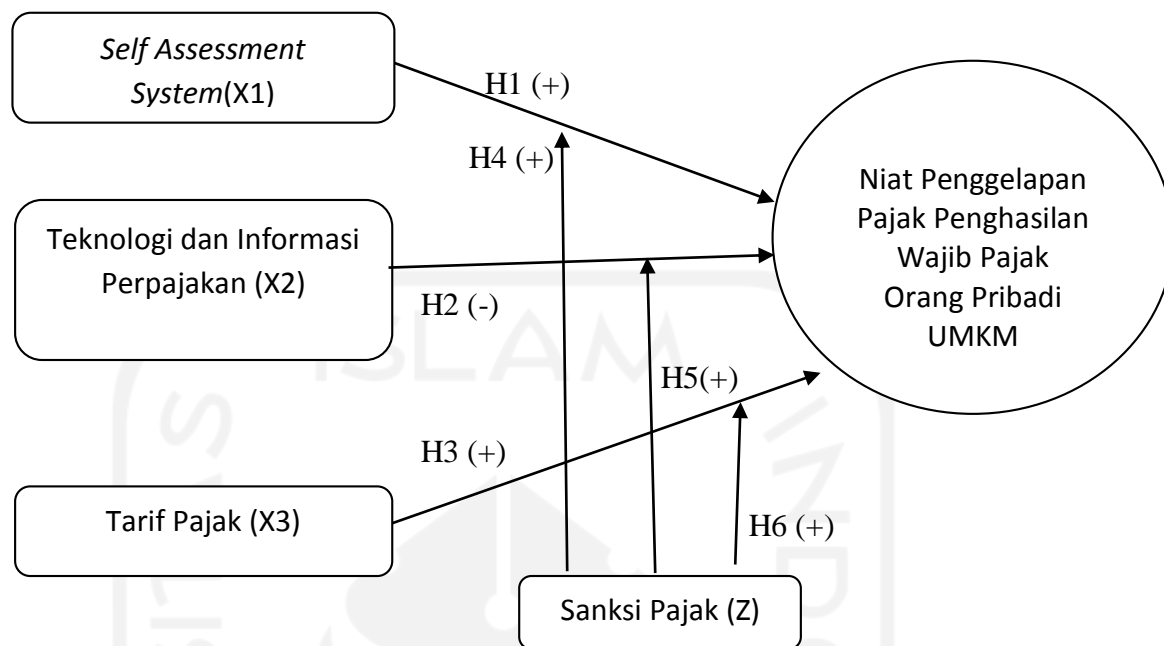 Self Assessment
System(X1)
H1 (+)
H4 (+)
Niat Penggelapan
Pajak Penghasilan
Wajib Pajak
Orang Pribadi
UMKM
Teknologi dan Informasi
Perpajakan (X2)
H2 (-)
ISLAM
H5(+)
H3 (+)
Tarif Pajak (X3)
H6 (+)
Sanksi Pajak (Z)